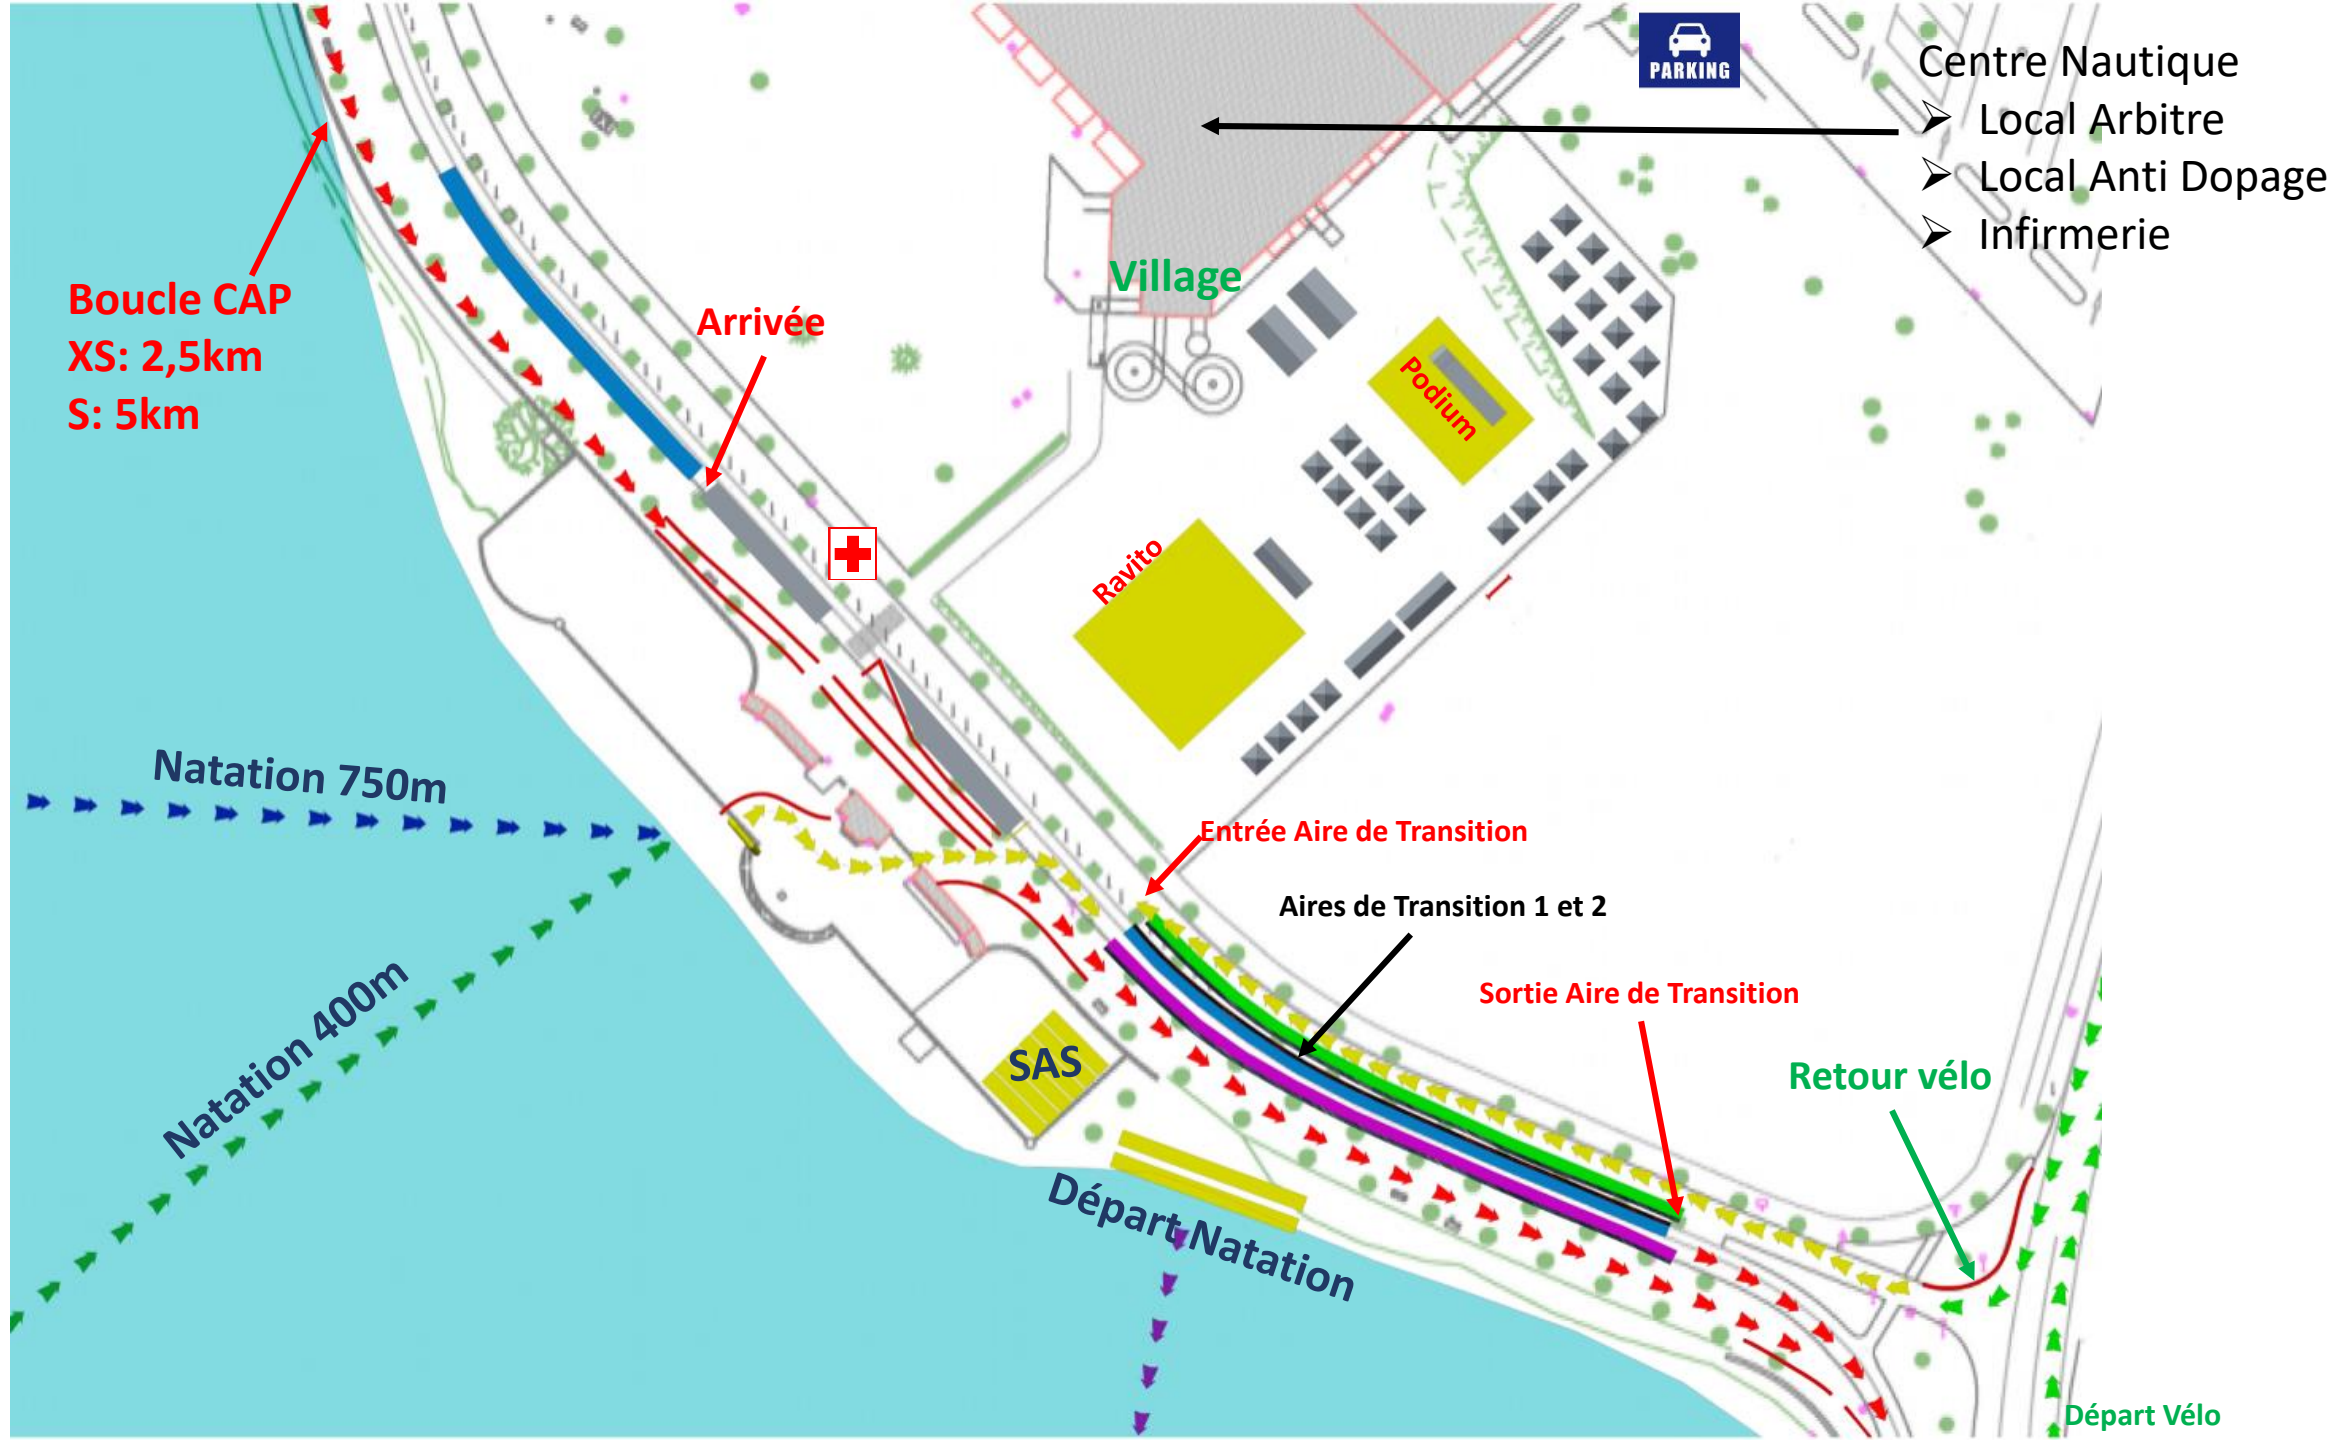 PARKING
Centre Nautique
➢ Local Arbitre
➢ Local Anti Dopage
➢ Infirmerie
Village
Boucle CAP
XS: 2,5km
S: 5km
Arrivée
Podium
Ravito
Natation 750m
Entrée Aire de Transition
Aires de Transition 1 et 2
Natation 400m
Sortie Aire de Transition
SAS
Retour vélo
Départ Natation
Départ Vélo